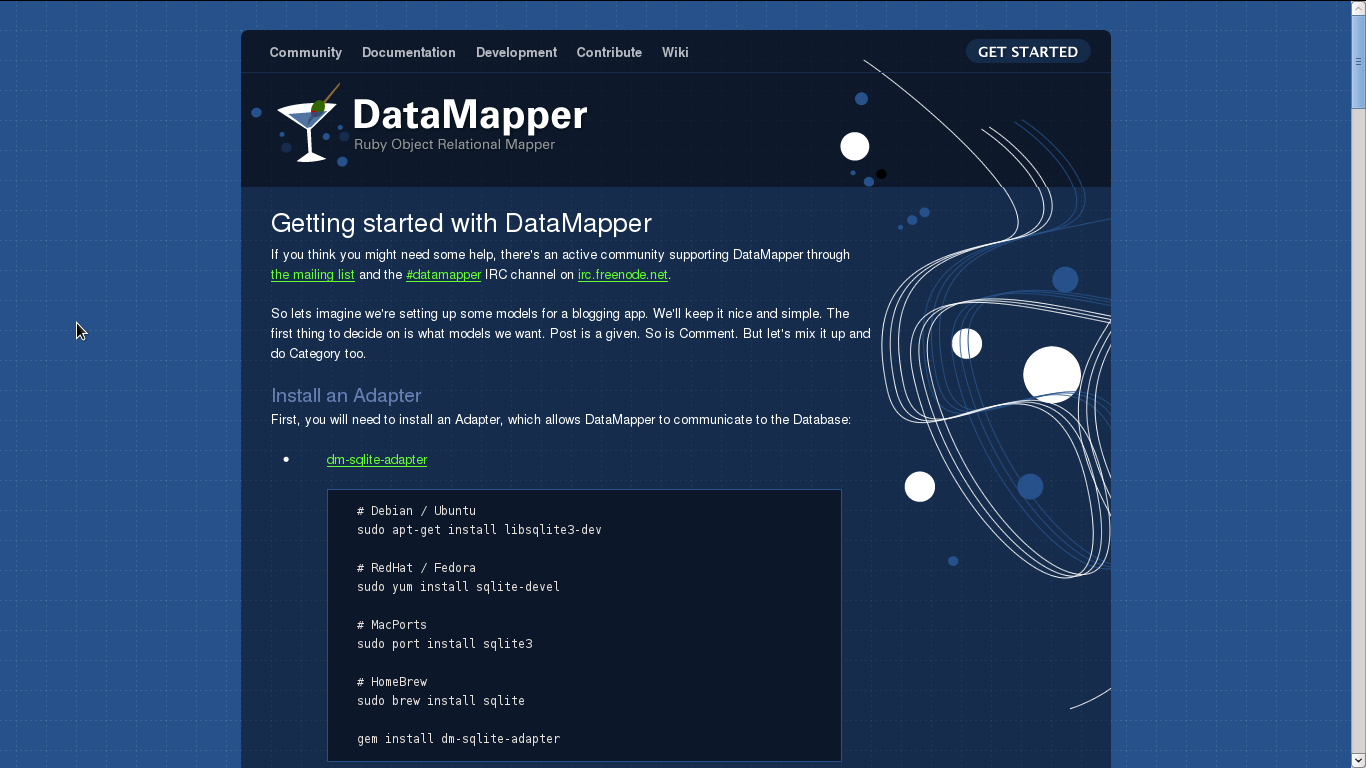 Community Documentation Development Contribute Wiki GET STARTED
DataMapper
Ruby Object Relational Mapper
Getting started with DataMapper
If you think you might need some help, there's an active community supporting DataMapper through
the mailing list and the #datamapper IRC channel on irc.freenode.net.
So lets imagine we're setting up some models for a blogging app. We'll keep it nice and simple. The
first thing to decide on is what models we want. Post is a given. So is Comment. But let's mix it up and
do Category too.
Install an Adapter
First, you will need to install an Adapter, which allows DataMapper to communicate to the Database:
• dm-sqlite-adapter
# Debian / Ubuntu
sudo apt-get install libsqlite3-dev
# RedHat / Fedora
sudo yum install sqlite-devel
# MacPorts
sudo port install sqlite3
# HomeBrew
sudo brew install sqlite
gem install dm-sqlite-adapter